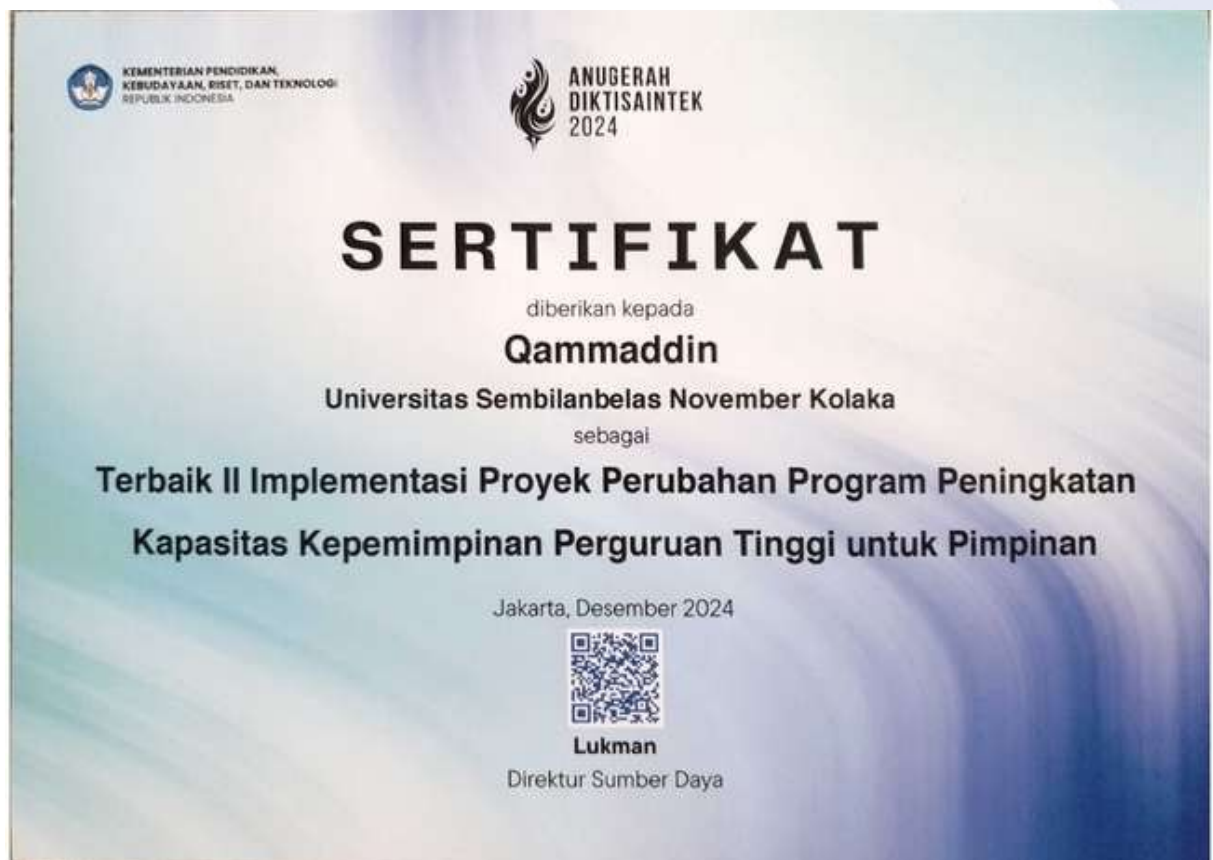 KEMENTERIAN PENDIDIKAN,
KEBUDAYAAN, RISET, DAN TEKNOLOGI
REPUBLIK INDONESIA
ANUGERAH
DIKTISAINTEK
2024
SERTIFIKAT
diberikan kepada
Qammaddin
Universitas Sembilanbelas November Kolaka
sebagai
Terbaik II Implementasi Proyek Perubahan Program Peningkatan
Kapasitas Kepemimpinan Perguruan Tinggi untuk Pimpinan
Jakarta, Desember 2024
Lukman
Direktur Sumber Daya